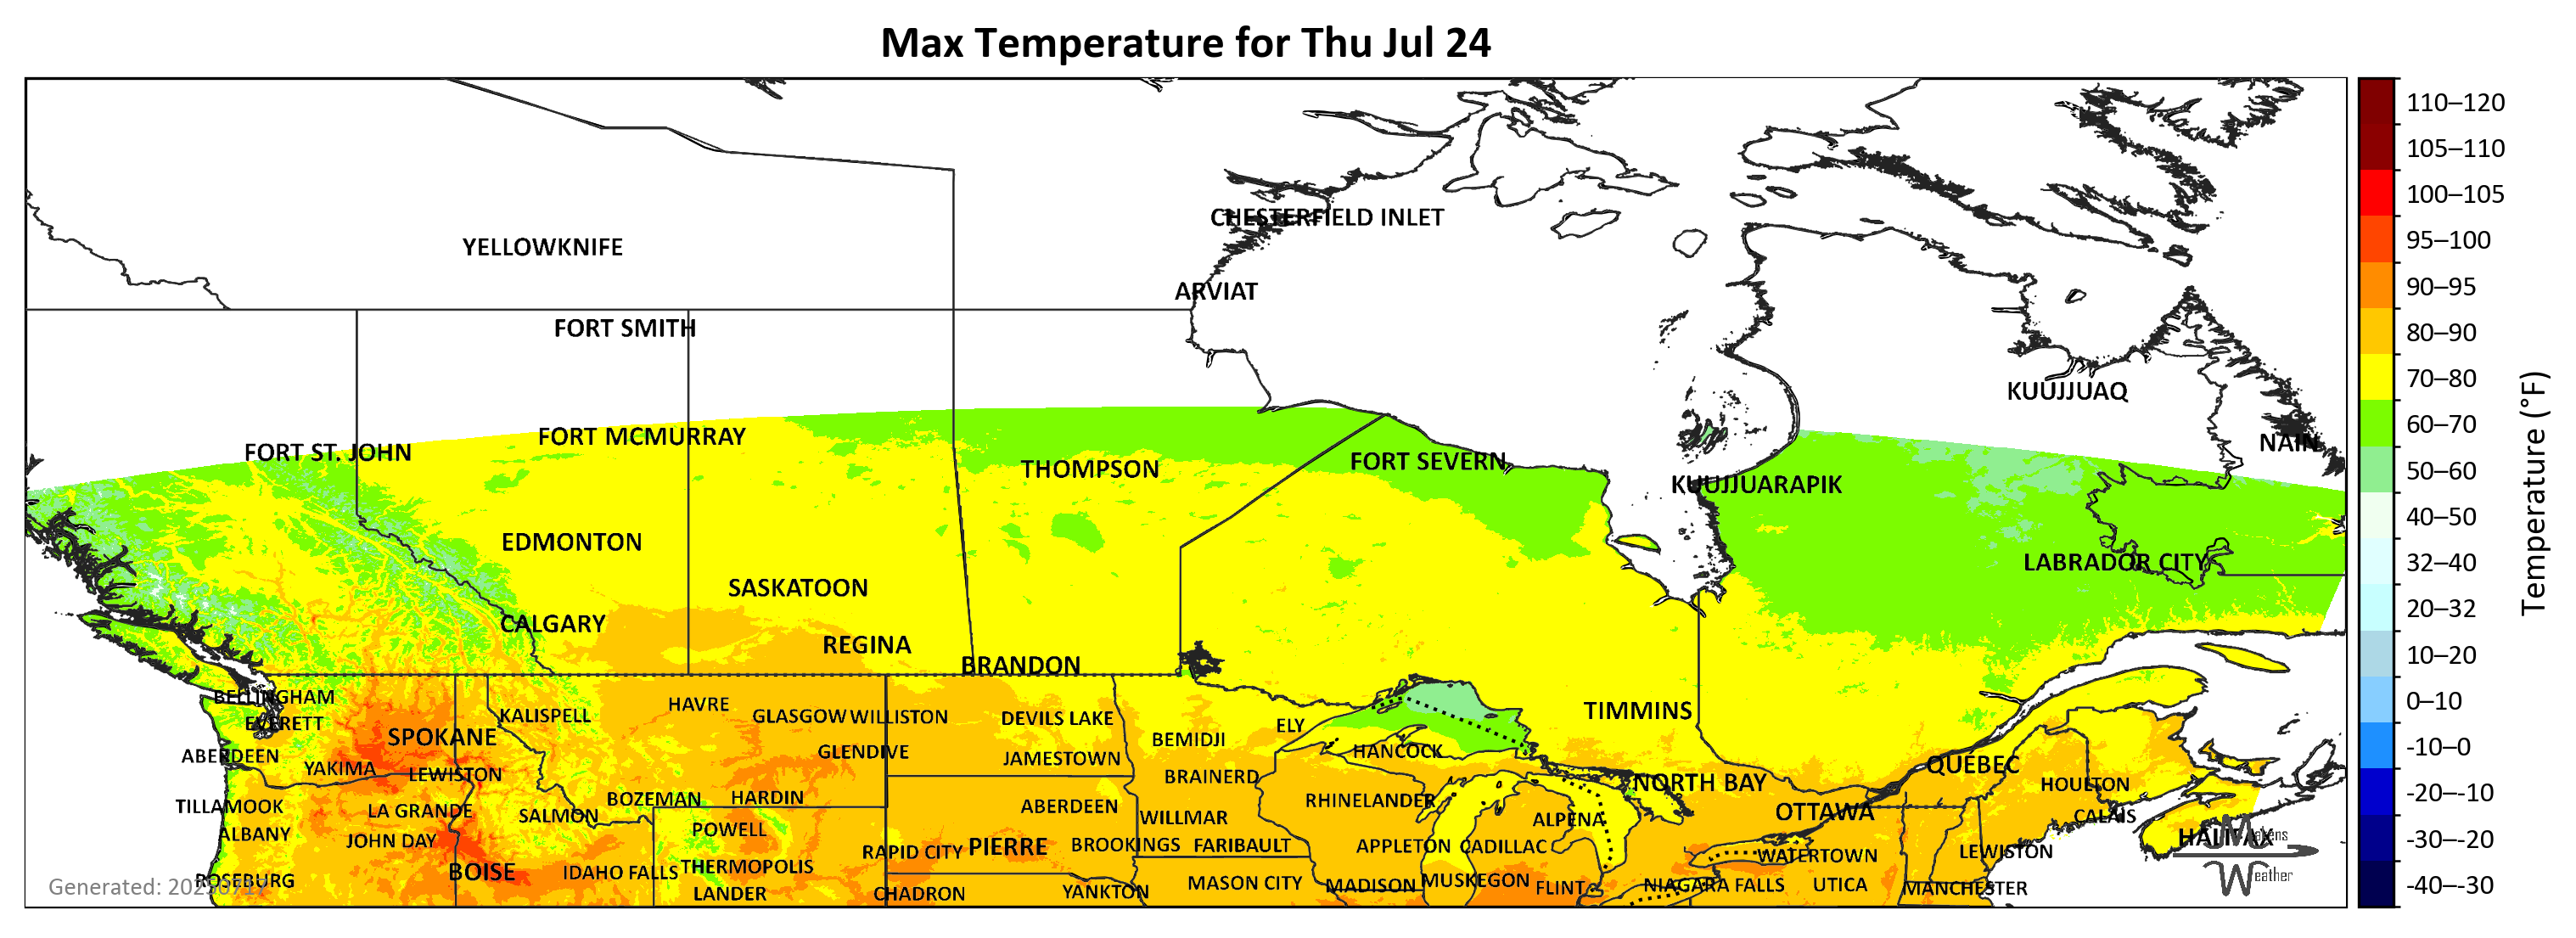 Max Temperature for Thu Jul 24
CHESTERFIELD INLET
YELLOWKNIFE
ARVIAT
FORT SMITH
KUUJJUAQ
FORT MCMURRAY
NAIN
FORT ST. JOHN
FORT SEVERN
THOMPSON
KUUJJUARAPIK
EDMONTON
LABRADOR CITY
SASKATOON
CALGARY
REGINA
BRANDON
BELLINGHAM
HAVRE
TIMMINS
KALISPELL
GLASGOW WILLISTON
DEVILS LAKE
EVERETT
ELY
SPOKANE
BEMIDJI
ABERDEEN
GLENDIVE
HANCOCK
JAMESTOWN
QUEBEC
YAKIMA
LEWISTON
BRAINERD
NORTH BAY
HOULTON
BOZEMAN
HARDIN
RHINELANDER
TILLAMOOK
LA GRANDE
ABERDEEN
SALMON
WILLMAR
OTTAWA
CALAIS
ALPENA
ALBANY
POWELL
HALIFAX
Makens
JOHN DAY
BROOKINGS
FARIBAULT
APPLETON
CADILLAC
RAPID CITY
PIERRE
WATERTOWN
LEWISTON
BOISE
IDAHO FALLS
THERMOPOLIS
Weather
ROSEBURG
MASON CITY
MADISON
MUSKEGON
FLINT
NIAGARA FALLS
UTICA
MANCHESTER
LANDER
CHADRON
YANKTON
110–120
105–110
100–105
95–100
90–95
80–90
70–80
60–70
50–60
40–50
32–40
20–32
10–20
0–10
-10–0
-20–-10
-30–-20
-40–-30
Temperature (°F)